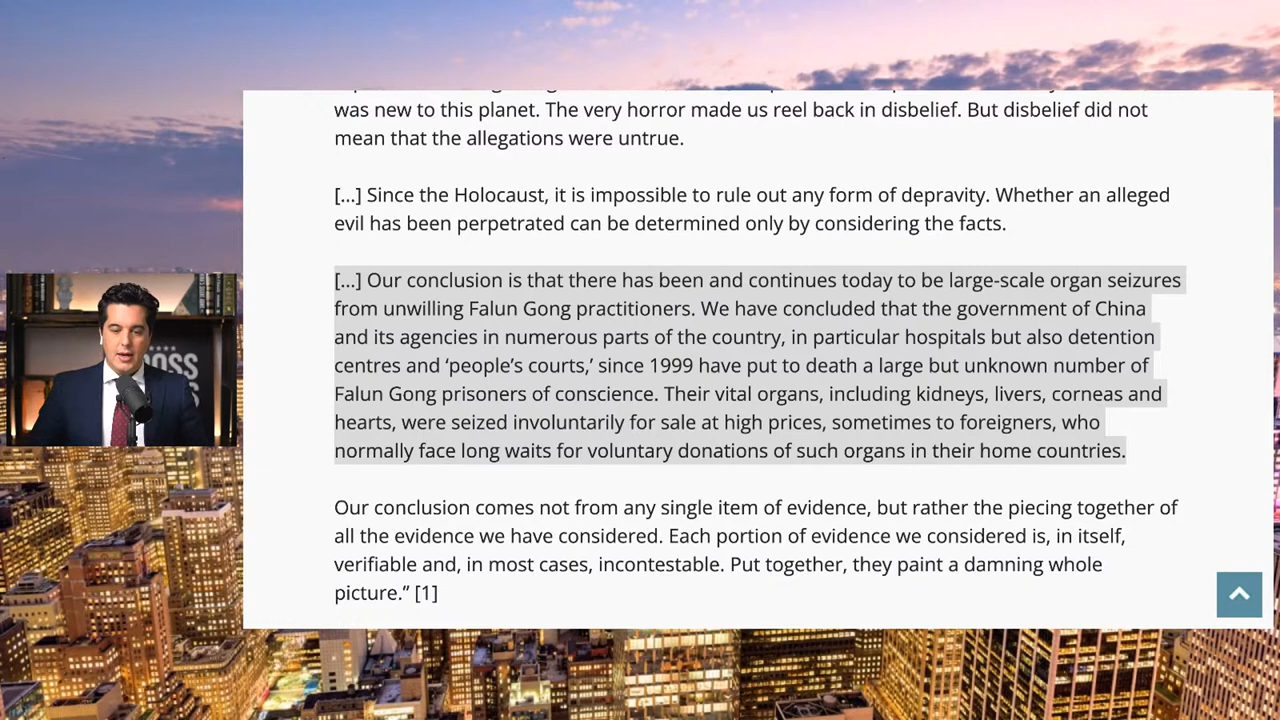 was new to this planet. The very horror made us reel back in disbelief. But disbelief did not
mean that the allegations were untrue.
[...] Since the Holocaust, it is impossible to rule out any form of depravity. Whether an alleged
evil has been perpetrated can be determined only by considering the facts.
[...] Our conclusion is that there has been and continues today to be large-scale organ seizures
from unwilling Falun Gong practitioners. We have concluded that the government of China
and its agencies in numerous parts of the country, in particular hospitals but also detention
centres and ‘people’s courts,’ since 1999 have put to death a large but unknown number of
Falun Gong prisoners of conscience. Their vital organs, including kidneys, livers, corneas and
hearts, were seized involuntarily for sale at high prices, sometimes to foreigners, who
normally face long waits for voluntary donations of such organs in their home countries.
Our conclusion comes not from any single item of evidence, but rather the piecing together of
all the evidence we have considered. Each portion of evidence we considered is, in itself,
verifiable and, in most cases, incontestable. Put together, they paint a damning whole
picture.” [1]